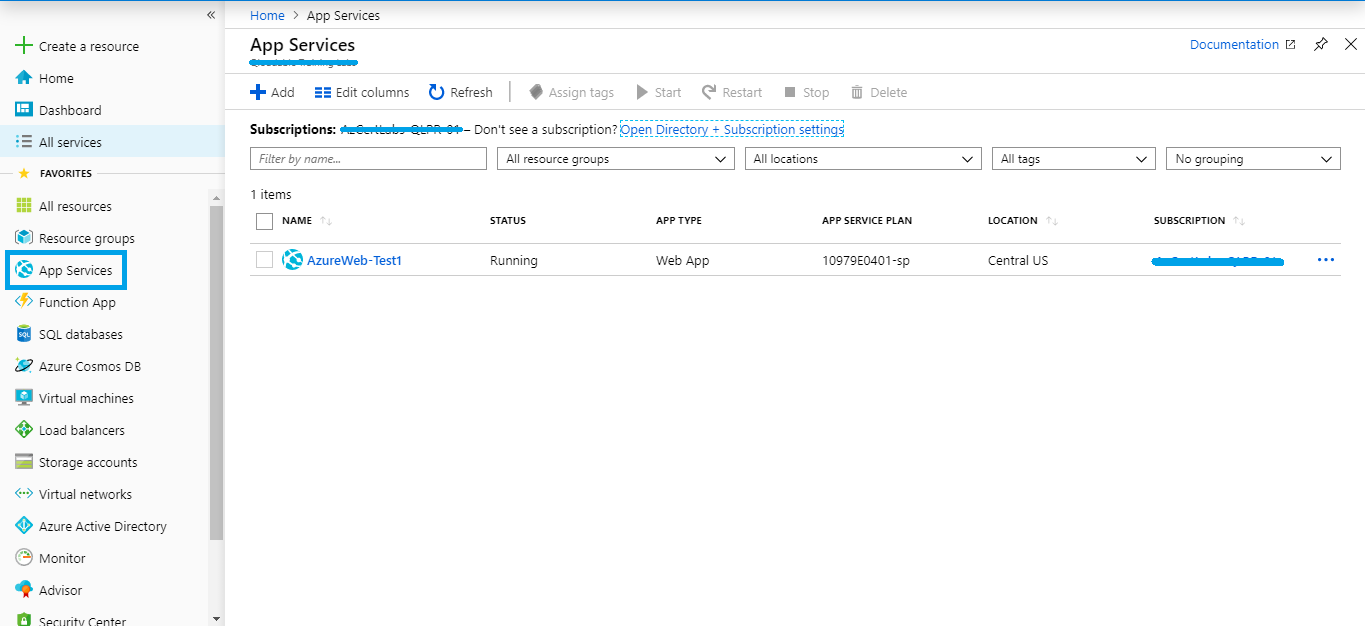 «
Create a resource
Home
Dashboard
All services
FAVORITES
All resources
Resource groups
App Services
Function App
SQL databases
Azure Cosmos DB
Virtual machines
Load balancers
Storage accounts
Virtual networks
Azure Active Directory
Monitor
Advisor
Security Center
Home > App Services
App Services
Documentation
Add Edit columns Refresh Assign tags Start Restart Stop Delete
Subscriptions: – Don't see a subscription? Open Directory + Subscription settings
Filter by name... All resource groups All locations All tags No grouping
1 items
NAME STATUS APP TYPE APP SERVICE PLAN LOCATION SUBSCRIPTION
AzureWeb-Test1 Running Web App 10979E0401-sp Central US